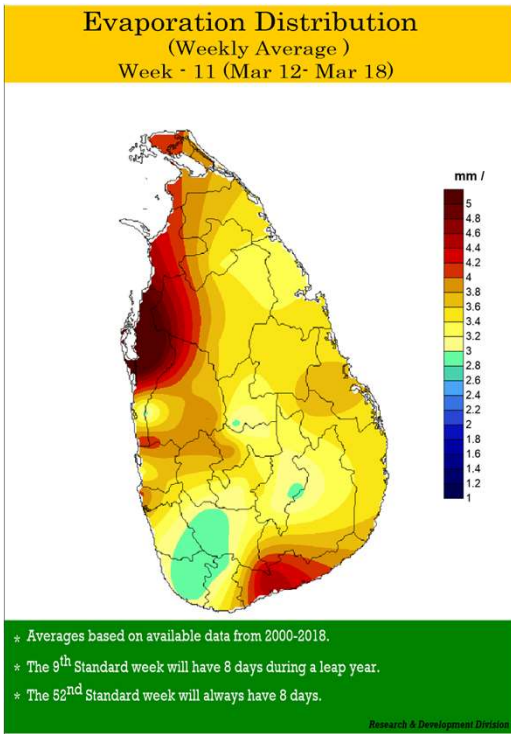 Evaporation Distribution
(Weekly Average )
Week - 11 (Mar 12- Mar 18)
mm /
5
4.8
4.6
4.4
4.2
4
3.8
3.6
3.4
3.2
3
2.8
2.6
2.4
2.2
2
1.8
1.6
1.4
1.2
1
* Averages based on available data from 2000-2018.
* The 9th Standard week will have 8 days during a leap year.
* The 52nd Standard week will always have 8 days.
Research & Development Division